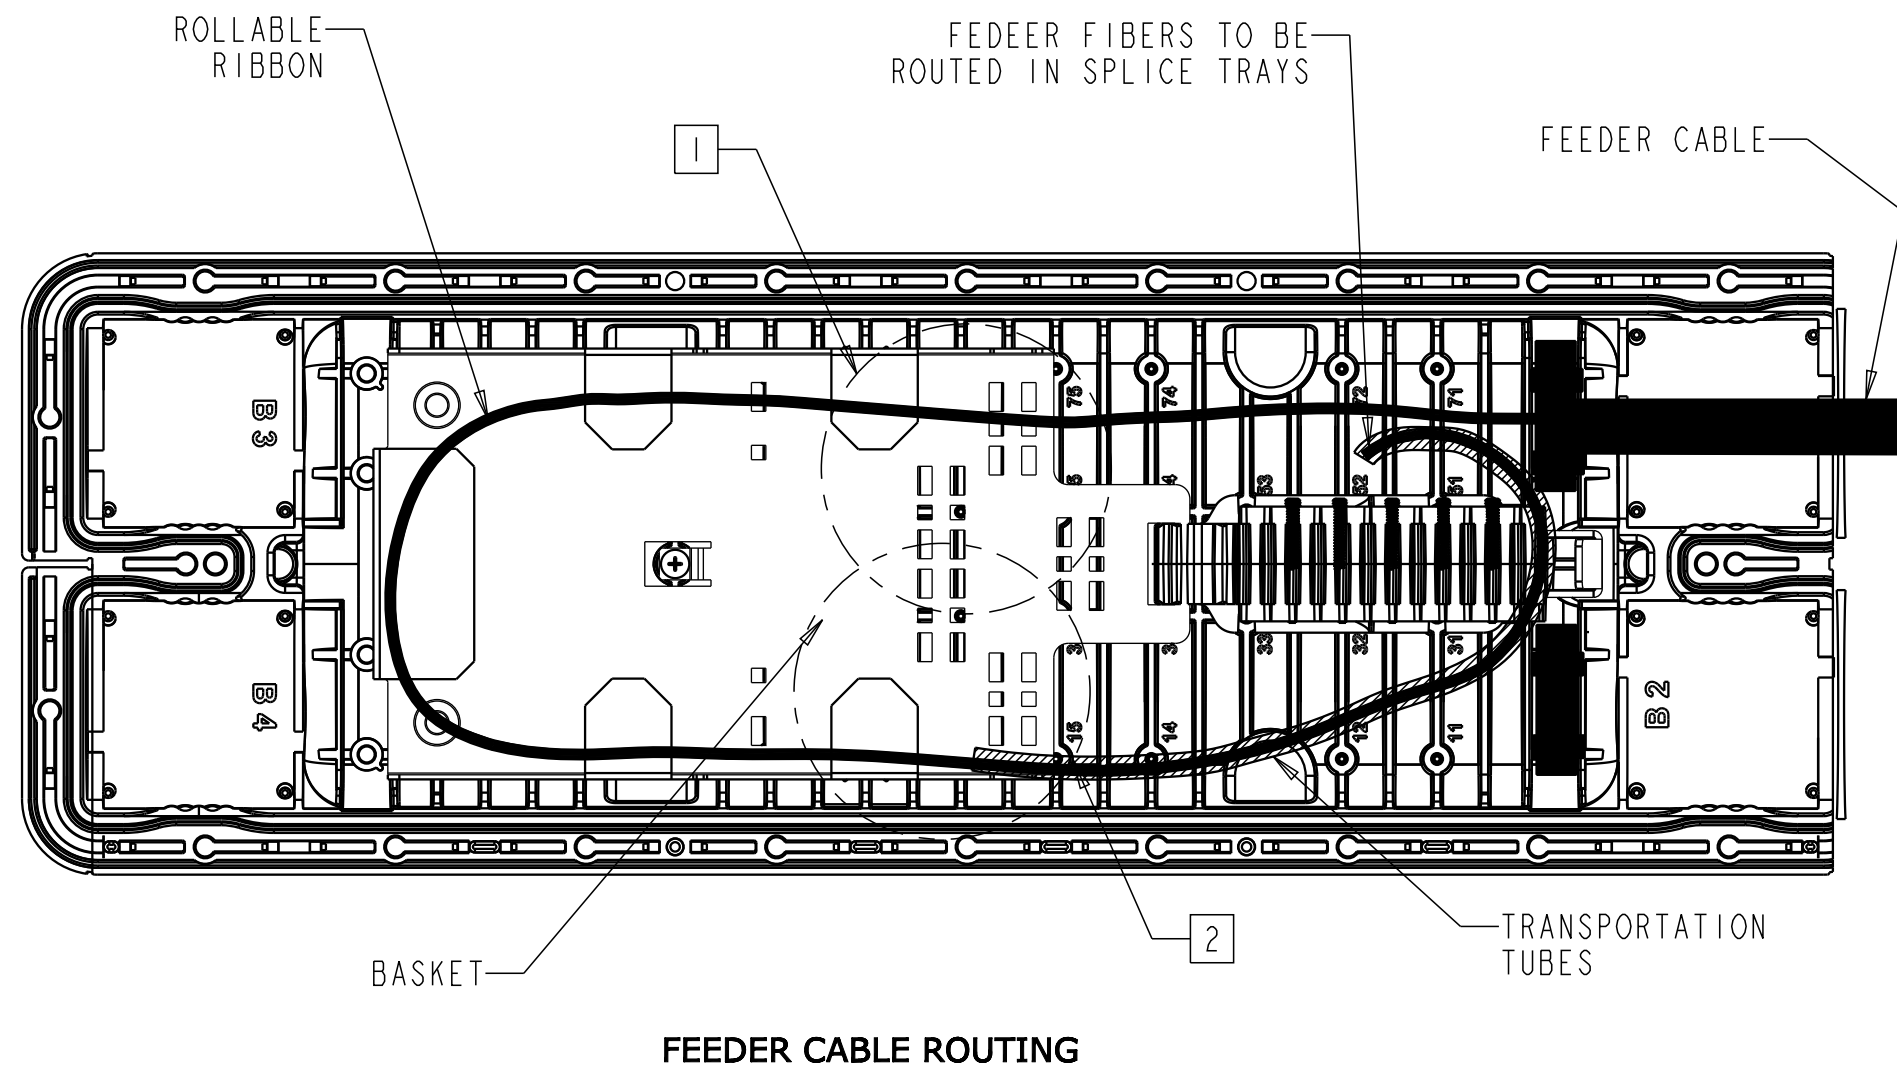 ROLLABLE
RIBBON
FEDEER FIBERS TO BE
ROUTED IN SPLICE TRAYS
1
FEEDER CABLE
75
74
72
71
53
52
51
B3
33
32
31
B4
B2
15
14
12
11
2
TRANSPORTATION
TUBES
BASKET
FEEDER CABLE ROUTING